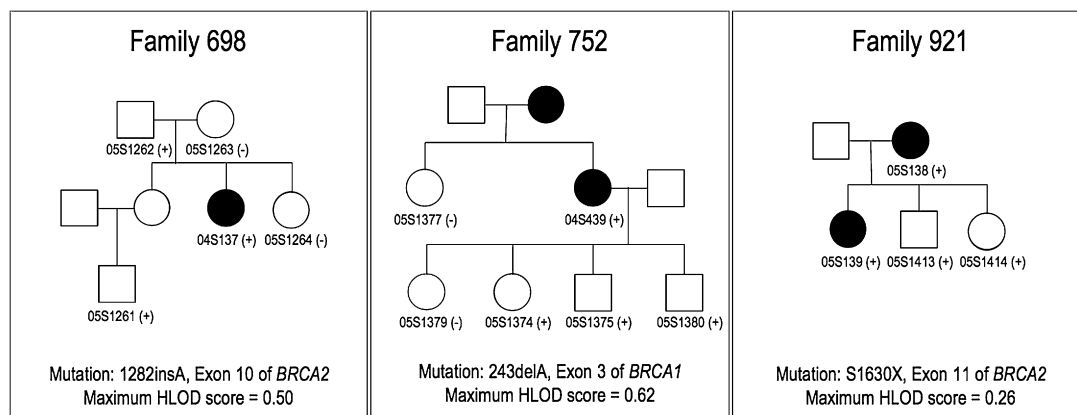 Family 698
05S1262 (+) 05S1263 (-)
04S137 (+) 05S1264 (-)
05S1261 (+)
Mutation: 1282insA, Exon 10 of BRCA2
Maximum HLOD score = 0.50
Family 752
05S1377 (-) 04S439 (+)
05S1379 (-) 05S1374 (+) 05S1375 (+) 05S1380 (+)
Mutation: 243delA, Exon 3 of BRCA1
Maximum HLOD score = 0.62
Family 921
05S138 (+)
05S139 (+) 05S1413 (+) 05S1414 (+)
Mutation: S1630X, Exon 11 of BRCA2
Maximum HLOD score = 0.26